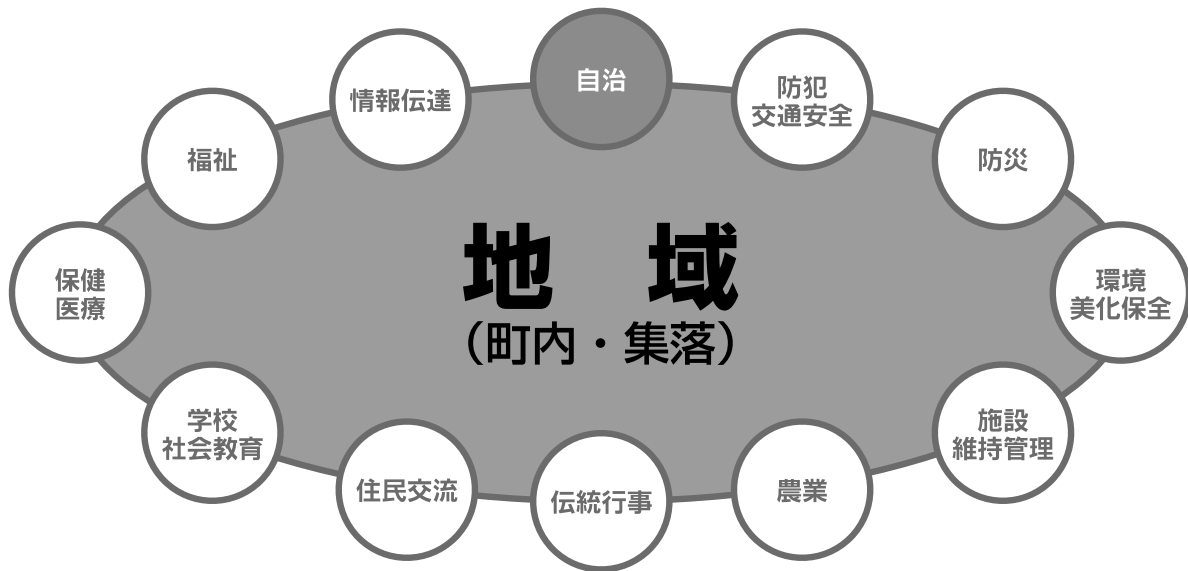 自治
情報伝達
防犯
交通安全
福祉
防災
地 域
(町内・集落)
保健
医療
環境
美化保全
学校
社会教育
施設
維持管理
住民交流
伝統行事
農業